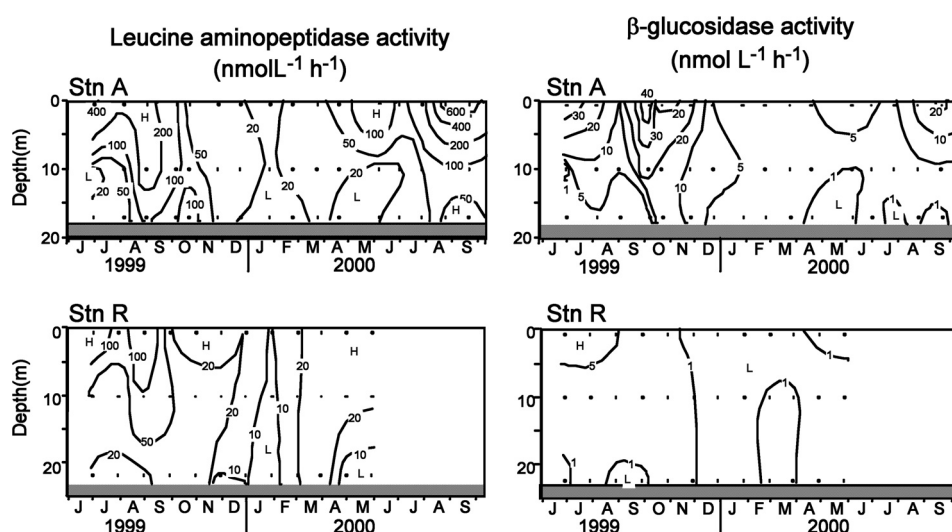 Leucine aminopeptidase activity
(nmolL-1 h-1)
β-glucosidase activity
(nmol L-1 h-1)
Stn A
0
10
20
Depth(m)
400
H
200
100
50
L
20
100
50
100
20
20
L
20
L
50
100
H
600
400
200
100
50
H
J J A S O N D J F M A M J J A S
1999 2000
Stn A
0
10
20
30
20
10
1
5
40
20
30
20
10
5
5
1
L
1
L
1
20
10
J J A S O N D J F M A M J J A S
1999 2000
Stn R
0
10
20
Depth(m)
H
100
100
50
20
H
20
20
10
10
10
L
20
H
20
10
L
J J A S O N D J F M A M J J A S
1999 2000
Stn R
0
10
20
H
5
1
1
L
1
L
1
1
J J A S O N D J F M A M J J A S
1999 2000